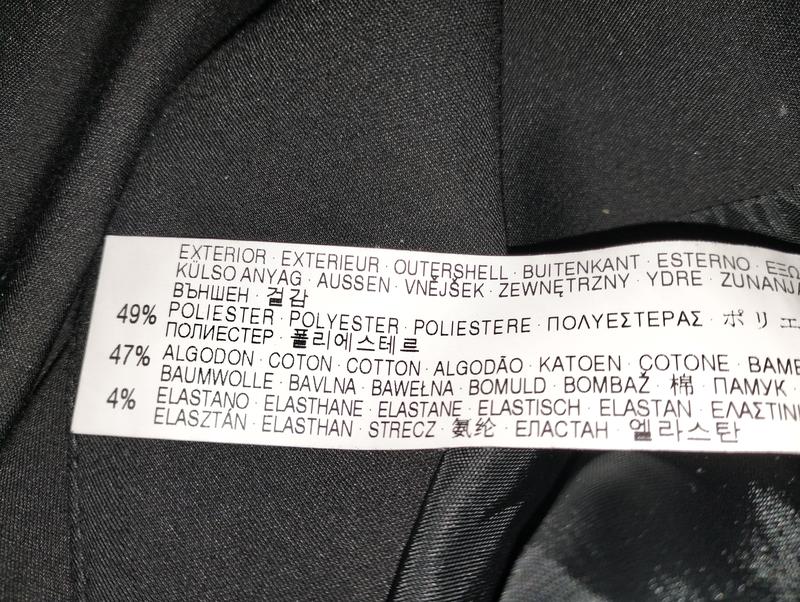 EXTERIOR · EXTERIEUR · OUTERSHELL · BUITENKANT · ESTERNO · ΕΞΩ
KÜLSO ANYAG · AUSSEN · VNĚJŠEK · ZEWNĘTRZNY · YDRE · ZUNANJA
ВЪНШЕН · 겉감
49% POLIESTER · POLYESTER · POLIESTERE · ΠΟΛΥΕΣΤΕΡΑΣ · ポリエ
ПОЛИЕСТЕР · 폴리에스테르
47% ALGODON · COTON · COTTON · ALGODÃO · KATOEN · COTONE · BAMB
BAUMWOLLE · BAVLNA · BAWEŁNA · BOMULD · BOMBAŽ · 棉 · ПАМУК ·
4% ELASTANO · ELASTHANE · ELASTANE · ELASTISCH · ELASTAN · ΕΛΑΣΤΙΝΗ
ELASZTÁN · ELASTHAN · STRECZ · 氨纶 · ЕЛАСТАН · 엘라스탄